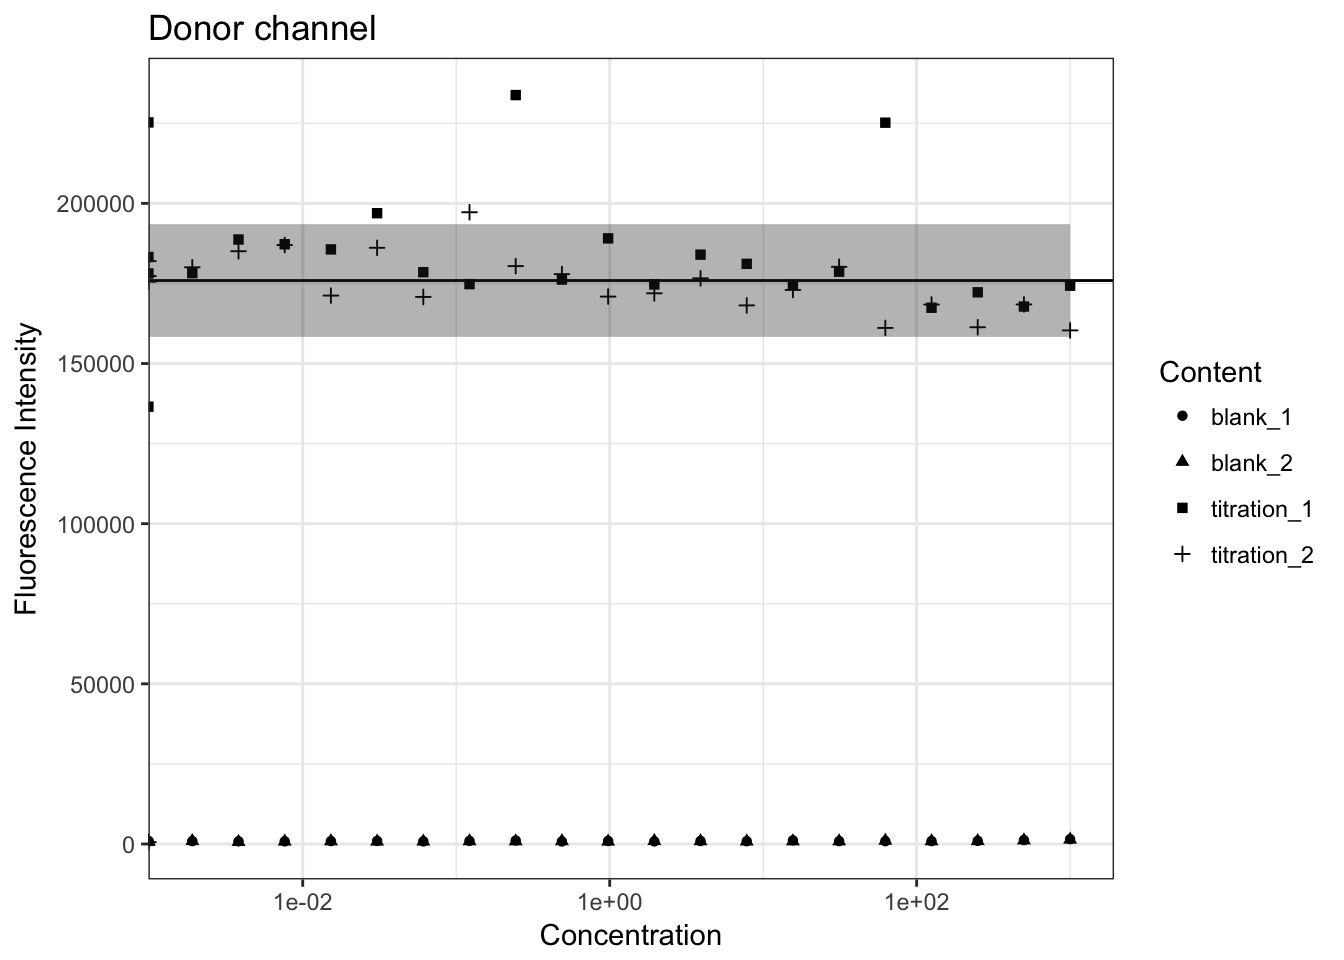 Donor channel
Fluorescence Intensity
200000
150000
100000
50000
0
1e-02
1e+00
1e+02
Concentration
Content
blank_1
blank_2
titration_1
titration_2